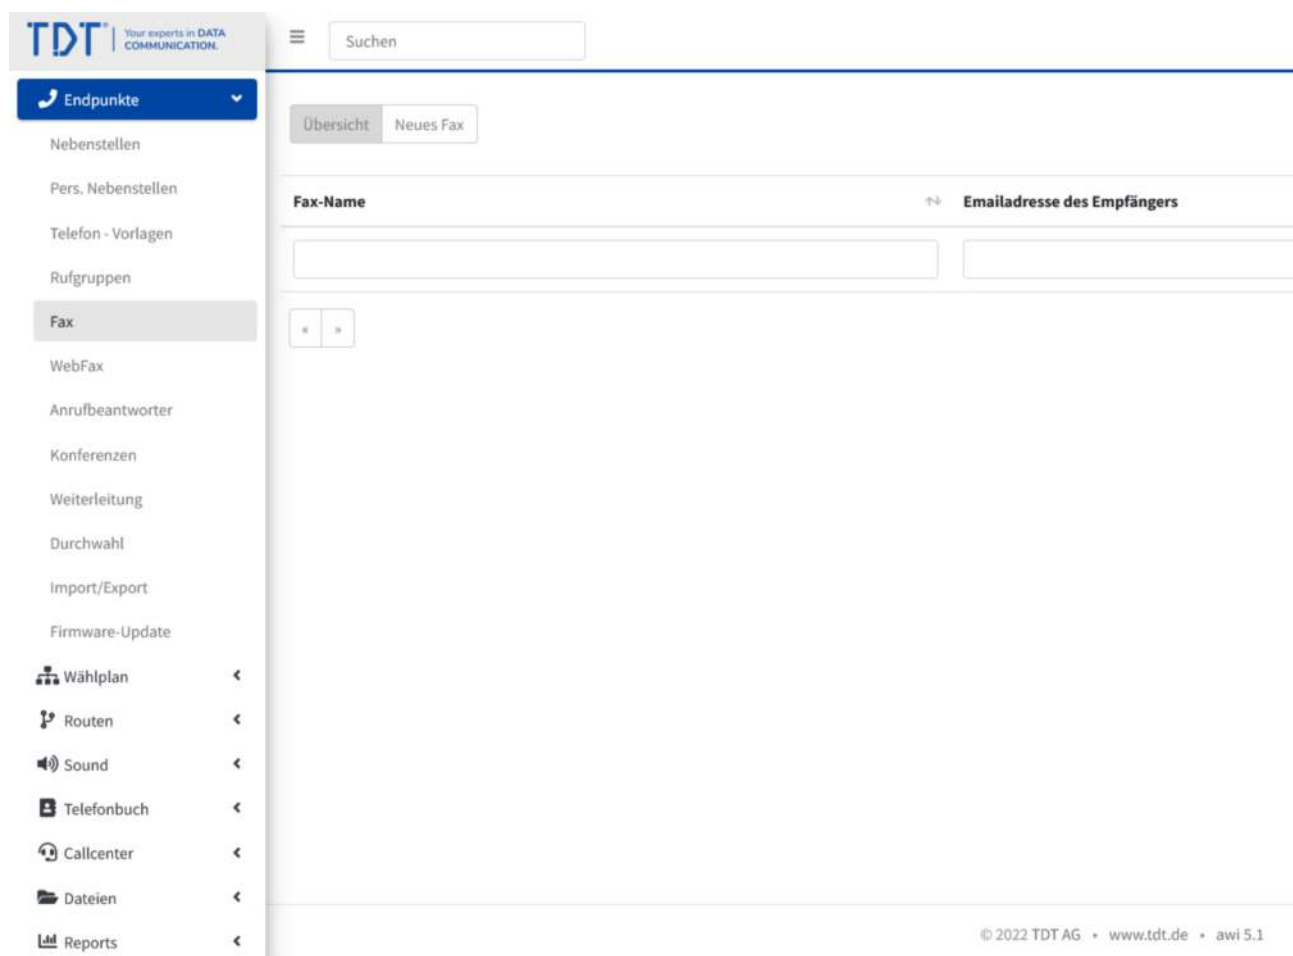 TDT
Your experts in DATA
COMMUNICATION.
Suchen
Endpunkte
Nebenstellen
Pers. Nebenstellen
Telefon - Vorlagen
Rufgruppen
Fax
WebFax
Anrufbeantworter
Konferenzen
Weiterleitung
Durchwahl
Import/Export
Firmware-Update
Wählplan
Routen
Sound
Telefonbuch
Callcenter
Dateien
Reports
Übersicht Neues Fax
Fax-Name Emailadresse des Empfängers
« »
© 2022 TDT AG • www.tdt.de • awi 5.1